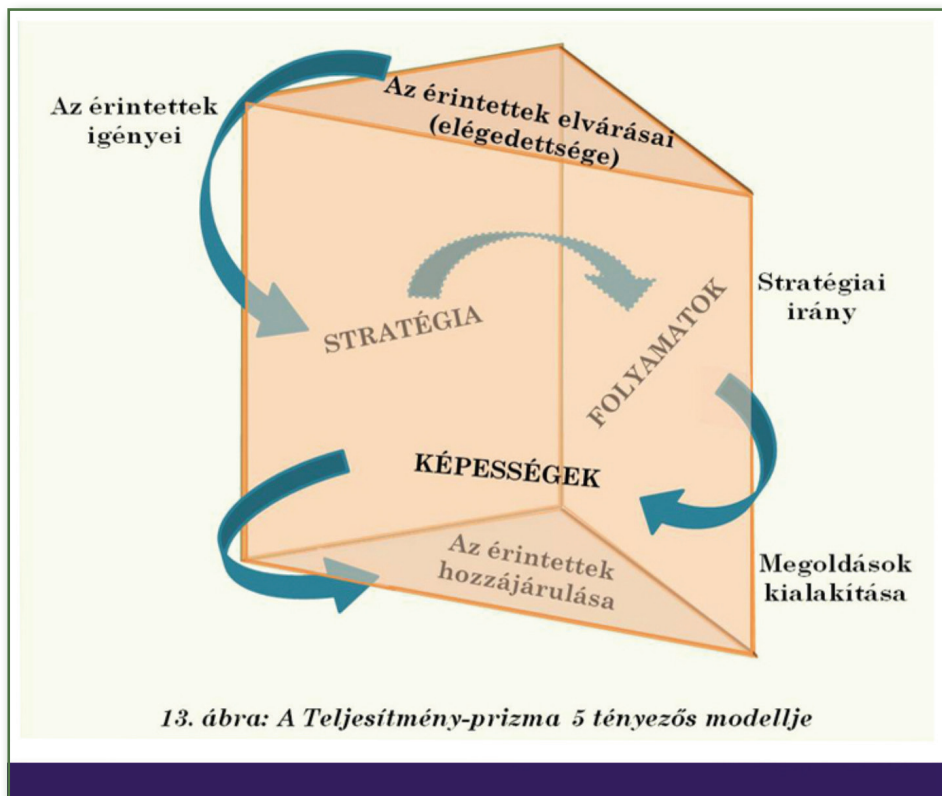 Az érintettek
igényei
Az érintettek elvárásai
(elégedettsége)
STRATÉGIA
FOLYAMATOK
Stratégiai
irány
KÉPESSÉGEK
Az érintettek
hozzájárulása
Megoldások
kialakítása
13. ábra: A Teljesítmény-prizma 5 tényezős modellje